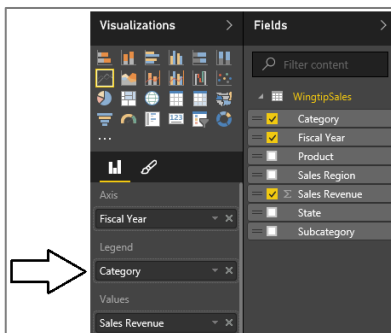 Visualizations
Fields
Filter content
WingtipSales
Category
Fiscal Year
Product
Sales Region
Σ Sales Revenue
State
Subcategory
123
...
Axis
Fiscal Year
Legend
Category
Values
Sales Revenue